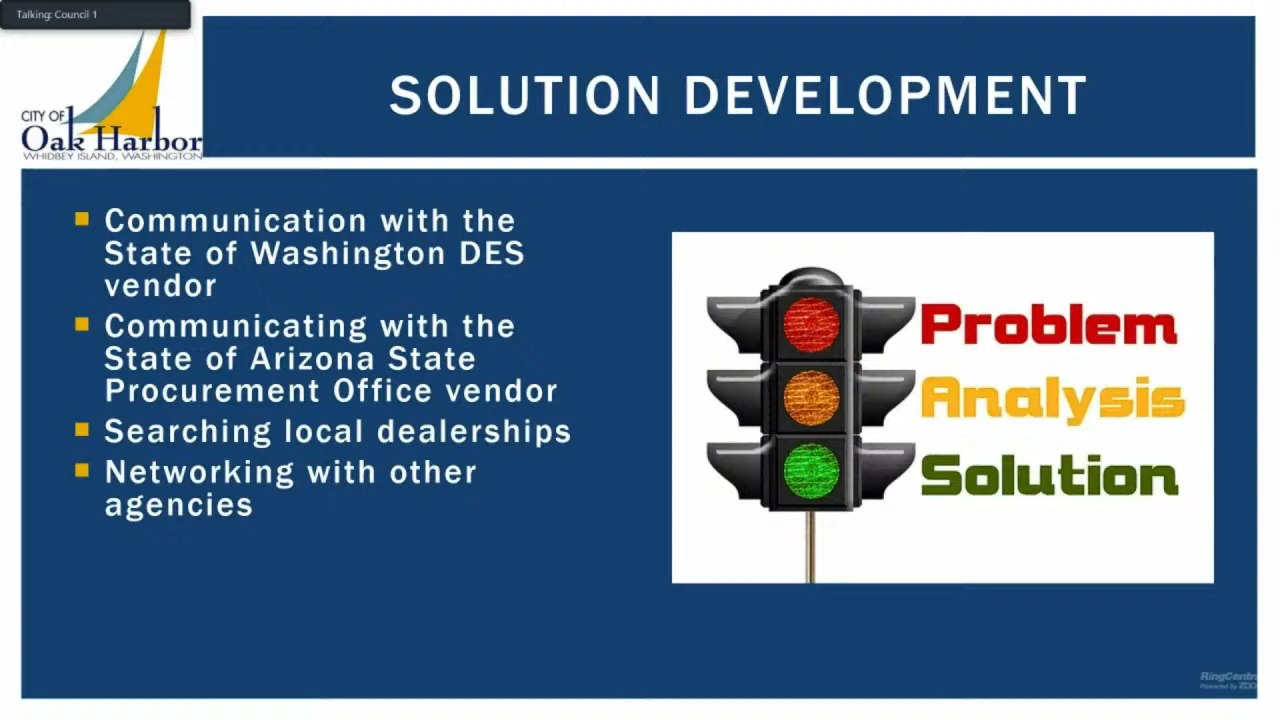 Talking: Council 1
CITY OF
Oak Harbor
WHIDBEY ISLAND, WASHINGTON
SOLUTION DEVELOPMENT
Communication with the
State of Washington DES
vendor
Communicating with the
State of Arizona State
Procurement Office vendor
Searching local dealerships
Networking with other
agencies
Problem
Analysis
Solution
Powered by